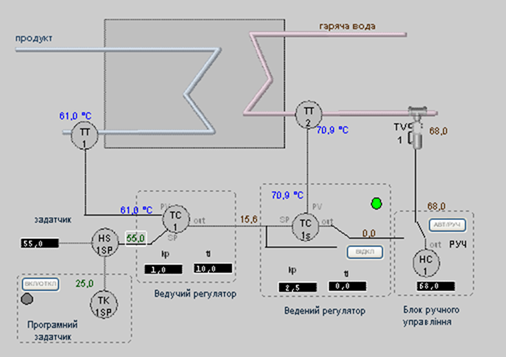 продукт
гаряча вода
61,0 °C
TT
1
TT
2
70,9 °C
TV
1
68,0
70,9 °C
61,0 °C
PV
TC
1
out
SP
15,6
PV
SP
TC
1s
out
0,0
ВІДКЛ
68,0
АВТ/РУЧ
out
РУЧ
HC
1
68,0
задатчик
55,0
HS
1SP
55,0
kp
1,0
ti
10,0
Ведучий регулятор
kp
2,5
ti
0,0
Ведений регулятор
Блок ручного
управління
ВКЛ/ОТКЛ
25,0
TK
1SP
Програмний
задатчик